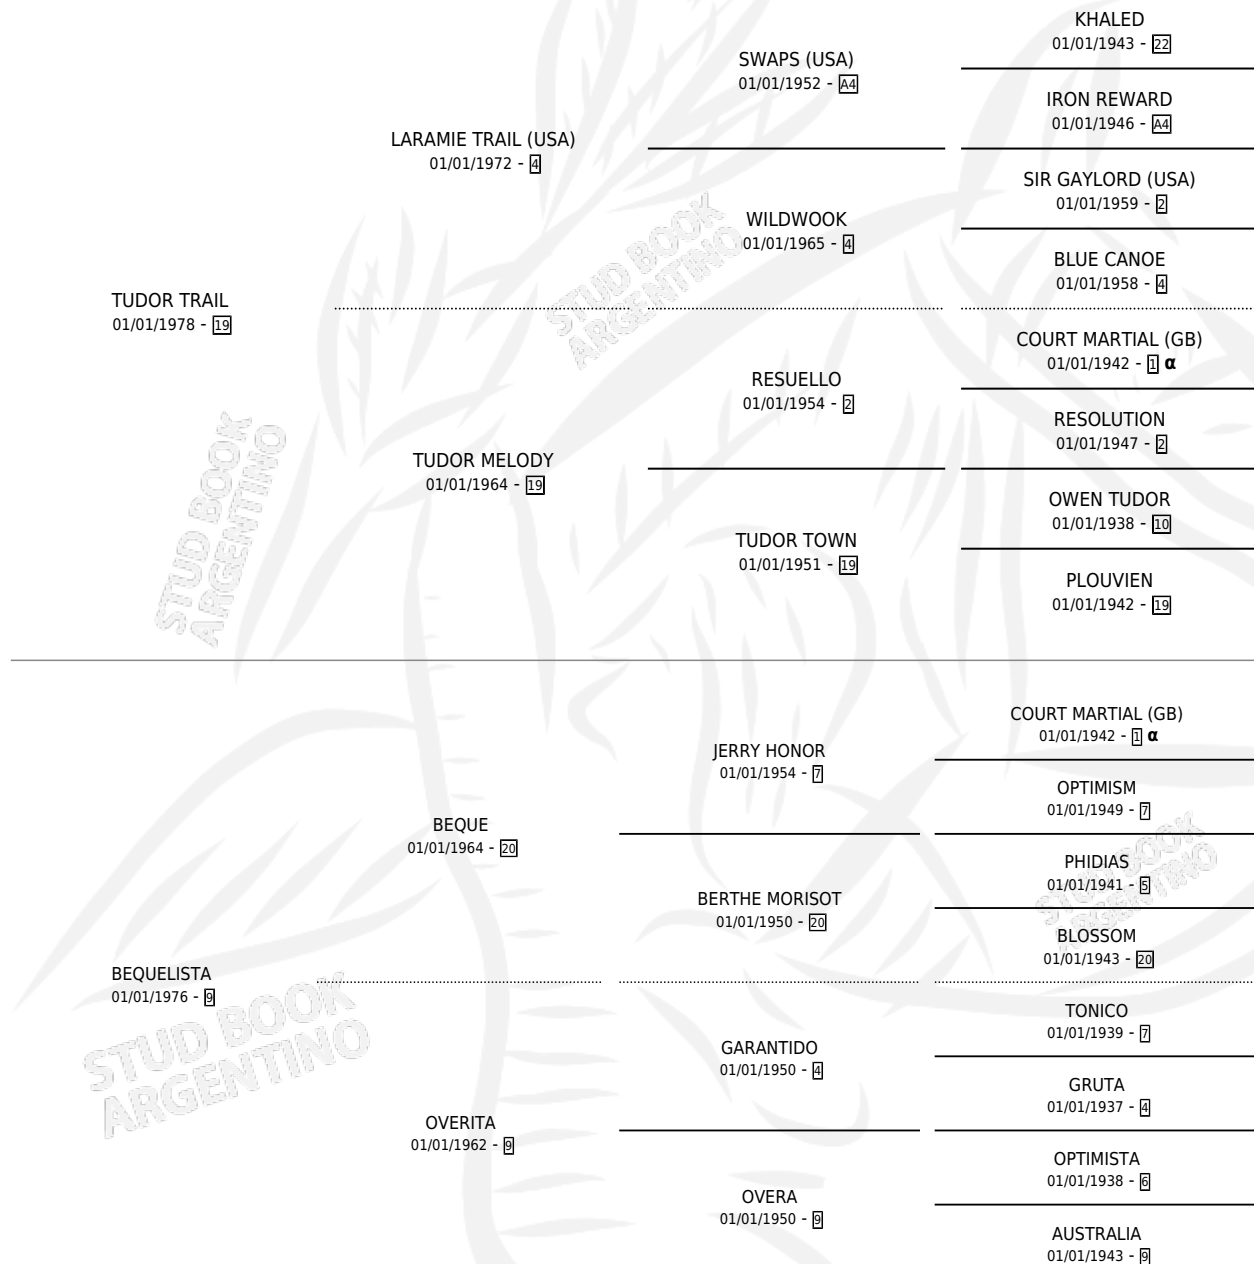 KHALED
01/01/1943 - 22
SWAPS (USA)
01/01/1952 - A4
IRON REWARD
01/01/1946 - A4
LARAMIE TRAIL (USA)
01/01/1972 - 4
SIR GAYLORD (USA)
01/01/1959 - 2
WILDWOOK
01/01/1965 - 4
BLUE CANOE
01/01/1958 - 4
TUDOR TRAIL
01/01/1978 - 19
COURT MARTIAL (GB)
01/01/1942 - 1 α
RESUELLO
01/01/1954 - 2
RESOLUTION
01/01/1947 - 2
TUDOR MELODY
01/01/1964 - 19
OWEN TUDOR
01/01/1938 - 10
TUDOR TOWN
01/01/1951 - 19
PLOUVIEN
01/01/1942 - 19
COURT MARTIAL (GB)
01/01/1942 - 1 α
JERRY HONOR
01/01/1954 - 7
OPTIMISM
01/01/1949 - 7
BEQUE
01/01/1964 - 20
PHIDIAS
01/01/1941 - 5
BERTHE MORISOT
01/01/1950 - 20
BLOSSOM
01/01/1943 - 20
BEQUELISTA
01/01/1976 - 9
TONICO
01/01/1939 - 7
GARANTIDO
01/01/1950 - 4
GRUTA
01/01/1937 - 4
OVERITA
01/01/1962 - 9
OPTIMISTA
01/01/1938 - 6
OVERA
01/01/1950 - 9
AUSTRALIA
01/01/1943 - 9
STUD BOOK
ARGENTINO
STUD BOOK
ARGENTINO
STUD BOOK
ARGENTINO
STUD BOOK
ARGENTINO